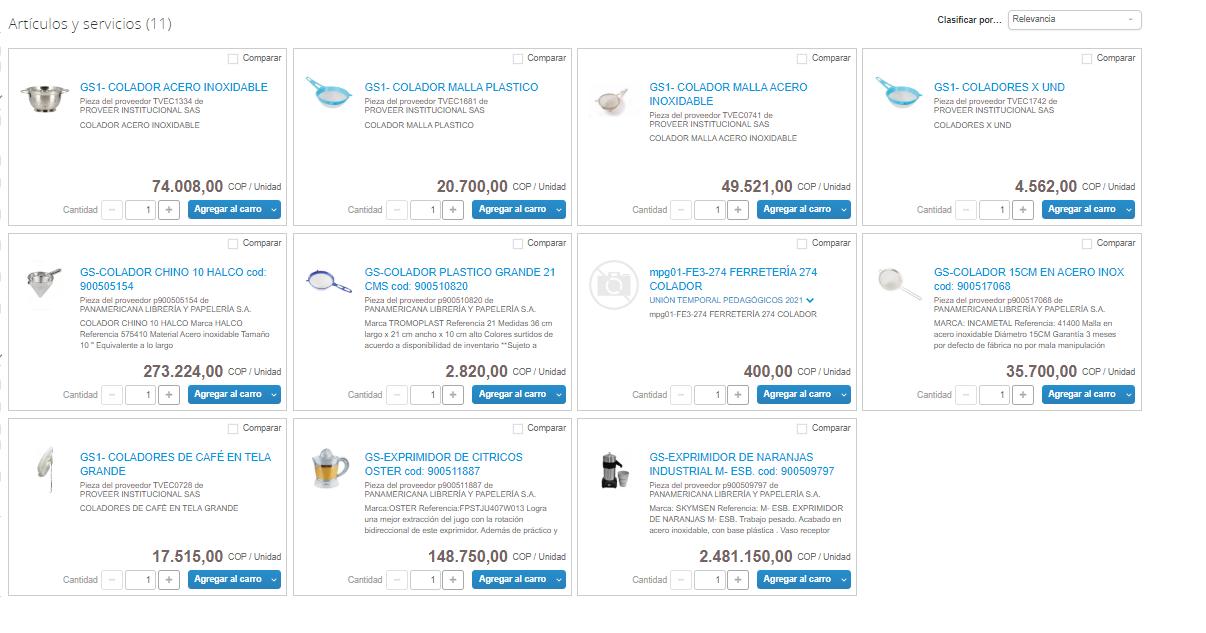 Artículos y servicios (11)
Clasificar por... Relevancia
Comparar
GS1- COLADOR ACERO INOXIDABLE
Pieza del proveedor TVEC1334 de
PROVEER INSTITUCIONAL SAS
COLADOR ACERO INOXIDABLE
74.008,00 COP / Unidad
Cantidad − 1 + Agregar al carro
Comparar
GS1- COLADOR MALLA PLASTICO
Pieza del proveedor TVEC1681 de
PROVEER INSTITUCIONAL SAS
COLADOR MALLA PLASTICO
20.700,00 COP / Unidad
Cantidad − 1 + Agregar al carro
Comparar
GS1- COLADOR MALLA ACERO
INOXIDABLE
Pieza del proveedor TVEC0741 de
PROVEER INSTITUCIONAL SAS
COLADOR MALLA ACERO INOXIDABLE
49.521,00 COP / Unidad
Cantidad − 1 + Agregar al carro
Comparar
GS1- COLADORES X UND
Pieza del proveedor TVEC1742 de
PROVEER INSTITUCIONAL SAS
COLADORES X UND
4.562,00 COP / Unidad
Cantidad − 1 + Agregar al carro
Comparar
GS-COLADOR CHINO 10 HALCO cod:
900505154
Pieza del proveedor p900505154 de
PANAMERICANA LIBRERÍA Y PAPELERÍA S.A.
COLADOR CHINO 10 HALCO Marca HALCO
Referencia 575410 Material Acero inoxidable Tamaño
10 " Equivalente a lo largo
273.224,00 COP / Unidad
Cantidad − 1 + Agregar al carro
Comparar
GS-COLADOR PLASTICO GRANDE 21
CMS cod: 900510820
Pieza del proveedor p900510820 de
PANAMERICANA LIBRERÍA Y PAPELERÍA S.A.
Marca TROMOPLAST Referencia 21 Medidas 36 cm
largo x 21 cm ancho x 10 cm alto Colores surtidos de
acuerdo a disponibilidad de inventario **Sujeto a
2.820,00 COP / Unidad
Cantidad − 1 + Agregar al carro
Comparar
mpg01-FE3-274 FERRETERÍA 274
COLADOR
UNIÓN TEMPORAL PEDAGÓGICOS 2021
mpg01-FE3-274 FERRETERÍA 274 COLADOR
400,00 COP / Unidad
Cantidad − 1 + Agregar al carro
Comparar
GS-COLADOR 15CM EN ACERO INOX
cod: 900517068
Pieza del proveedor p900517068 de
PANAMERICANA LIBRERÍA Y PAPELERÍA S.A.
MARCA: INCAMETAL Referencia: 41400 Malla en
acero inoxidable Diámetro 15CM Garantía 3 meses
por defecto de fábrica no por mala manipulación
35.700,00 COP / Unidad
Cantidad − 1 + Agregar al carro
Comparar
GS1- COLADORES DE CAFÉ EN TELA
GRANDE
Pieza del proveedor TVEC0728 de
PROVEER INSTITUCIONAL SAS
COLADORES DE CAFÉ EN TELA GRANDE
17.515,00 COP / Unidad
Cantidad − 1 + Agregar al carro
Comparar
GS-EXPRIMIDOR DE CITRICOS
OSTER cod: 900511887
Pieza del proveedor p900511887 de
PANAMERICANA LIBRERÍA Y PAPELERÍA S.A.
Marca:OSTER Referencia:FPSTJU407W013 Logra
una mejor extracción del jugo con la rotación
bidireccional de este exprimidor. Además de práctico y
148.750,00 COP / Unidad
Cantidad − 1 + Agregar al carro
Comparar
GS-EXPRIMIDOR DE NARANJAS
INDUSTRIAL M- ESB. cod: 900509797
Pieza del proveedor p900509797 de
PANAMERICANA LIBRERÍA Y PAPELERÍA S.A.
Marca: SKYMSEN Referencia: M- ESB. EXPRIMIDOR
DE NARANJAS M- ESB. Trabajo pesado. Acabado en
acero inoxidable, con base plástica . Vaso receptor
2.481.150,00 COP / Unidad
Cantidad − 1 + Agregar al carro